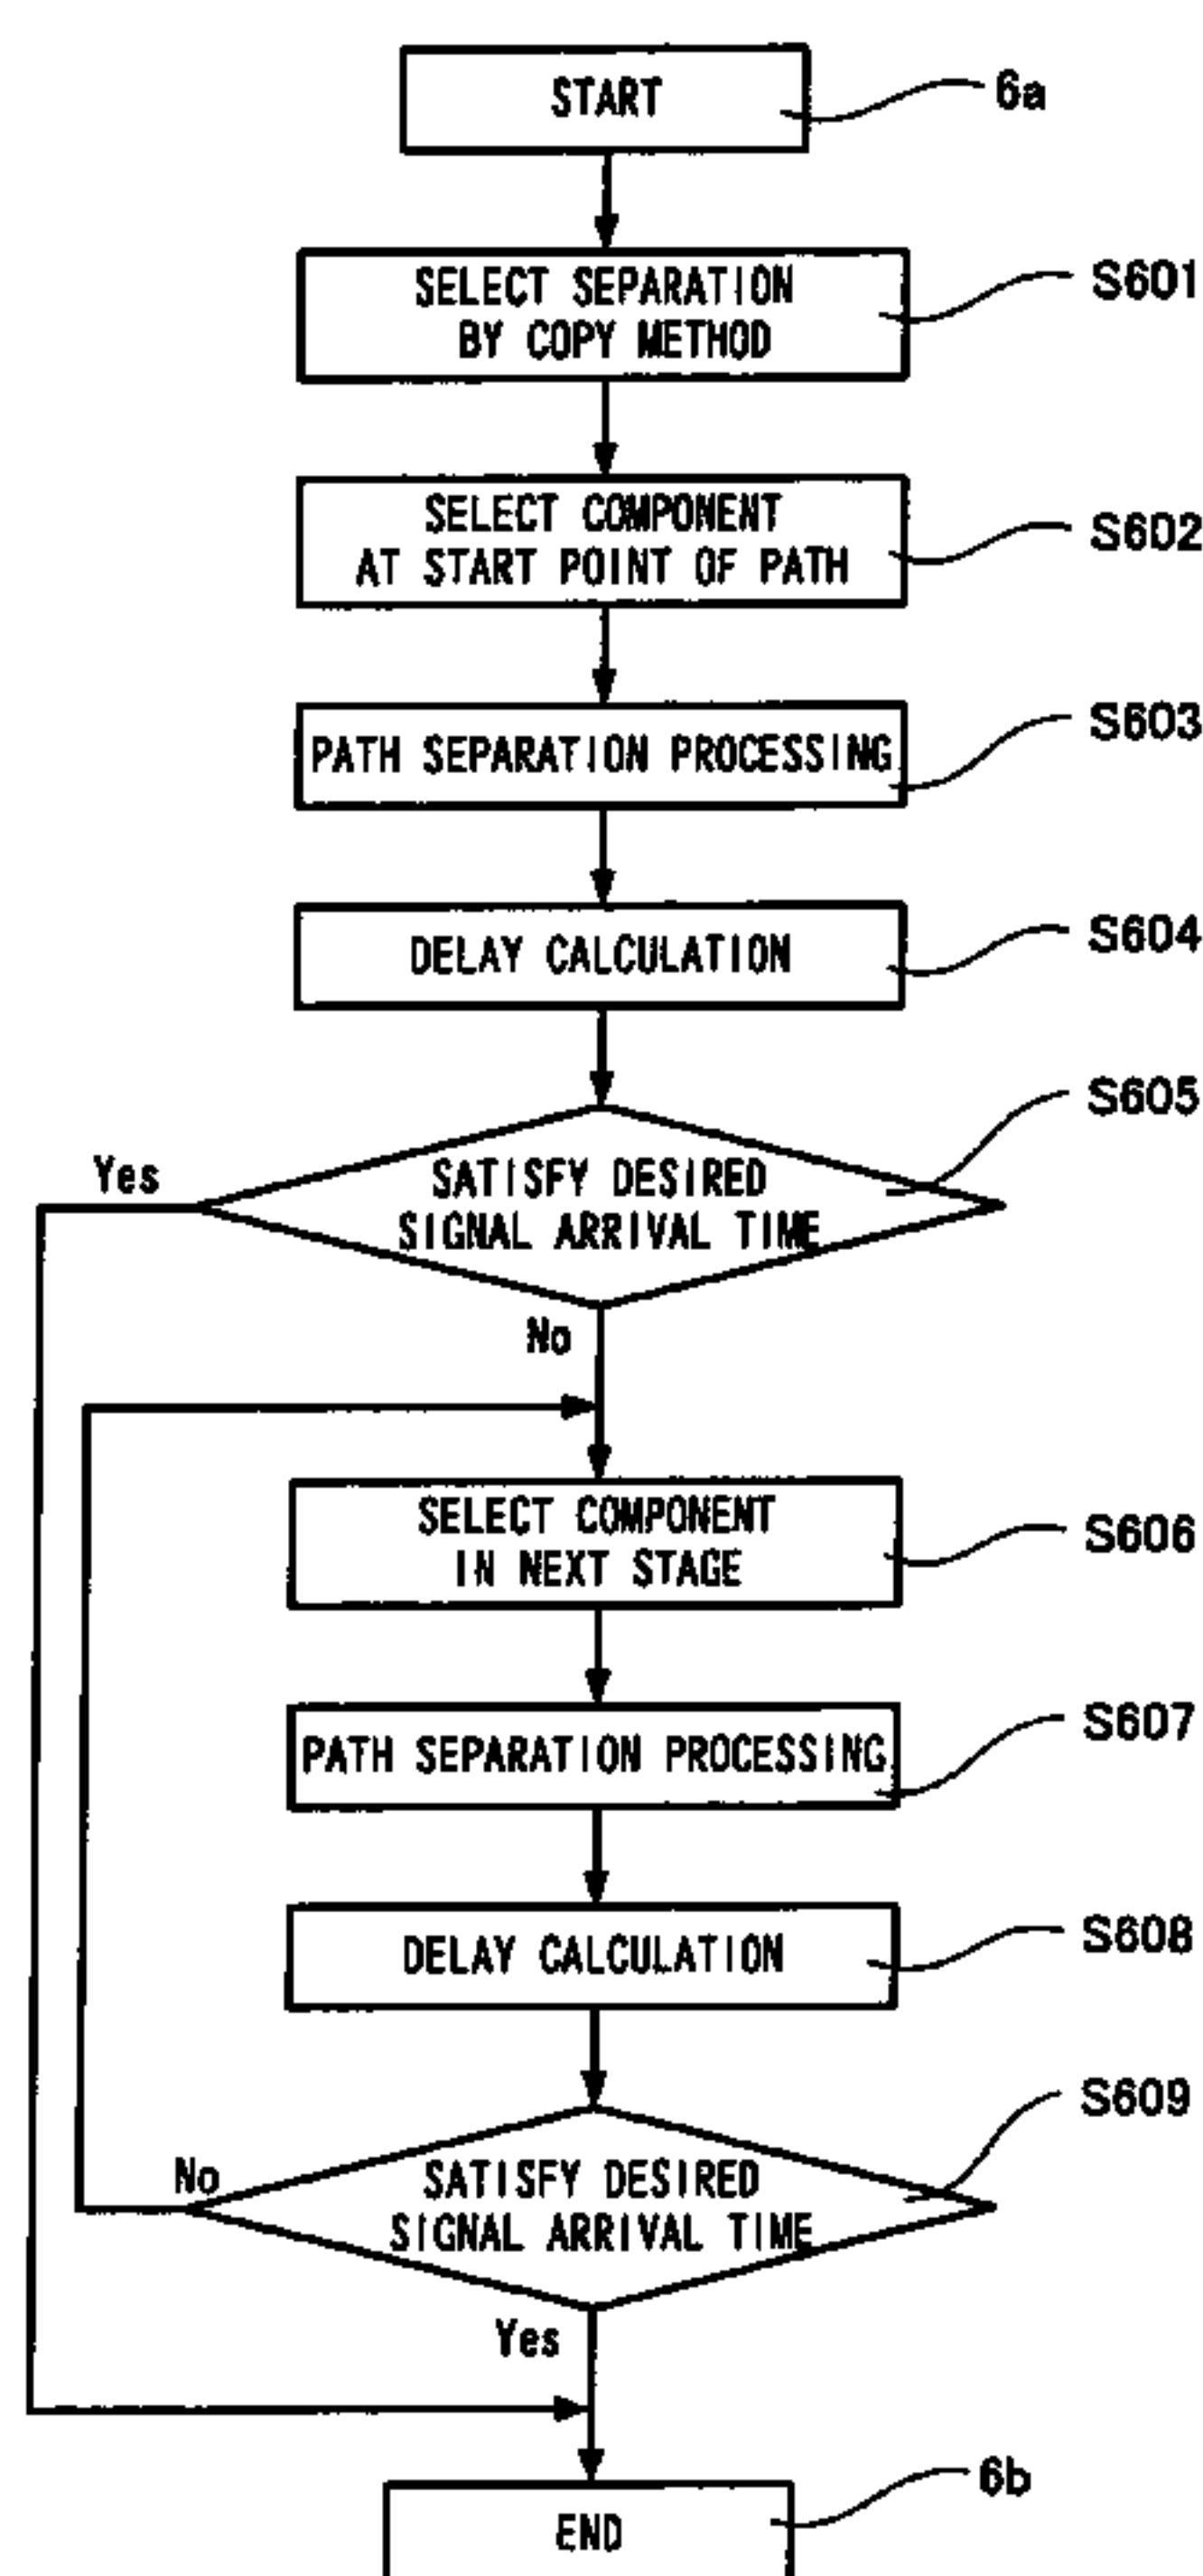 START
6a
SELECT SEPARATION
BY COPY METHOD
S601
SELECT COMPONENT
AT START POINT OF PATH
S602
PATH SEPARATION PROCESSING
S603
DELAY CALCULATION
S604
SATISFY DESIRED
SIGNAL ARRIVAL TIME
S605
Yes
No
SELECT COMPONENT
IN NEXT STAGE
S606
PATH SEPARATION PROCESSING
S607
DELAY CALCULATION
S608
SATISFY DESIRED
SIGNAL ARRIVAL TIME
S609
No
Yes
END
6b